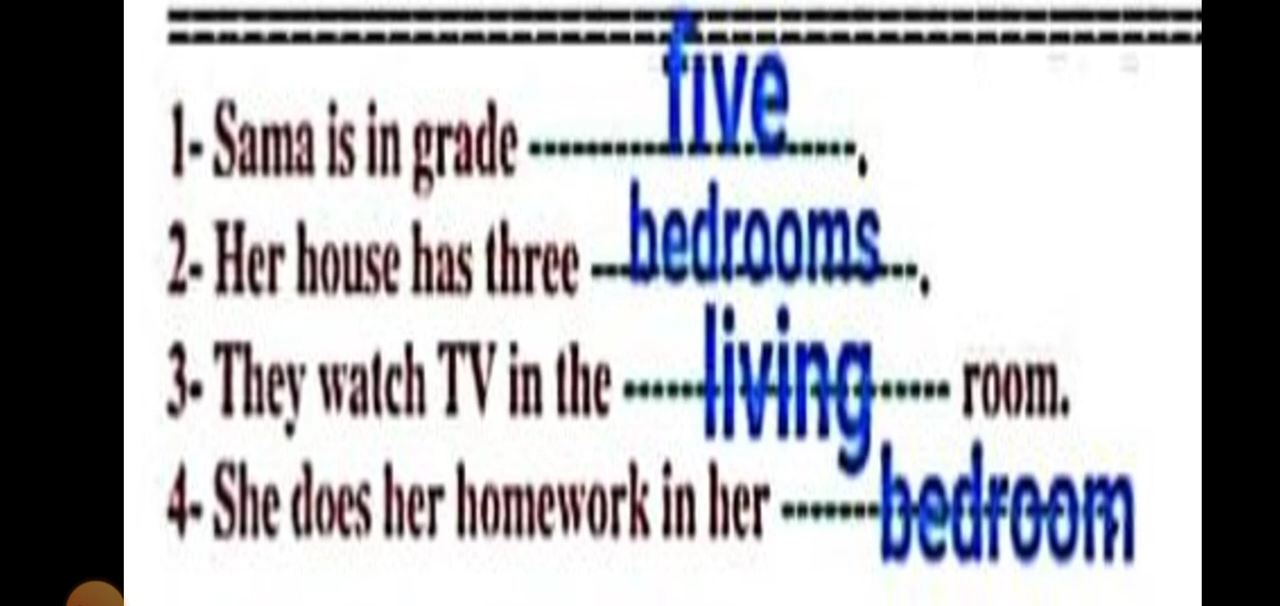 1- Sama is in grade ---------- five ----------.
2- Her house has three --- bedrooms ---.
3- They watch TV in the ----- living ----- room.
4- She does her homework in her ------ bedroom.